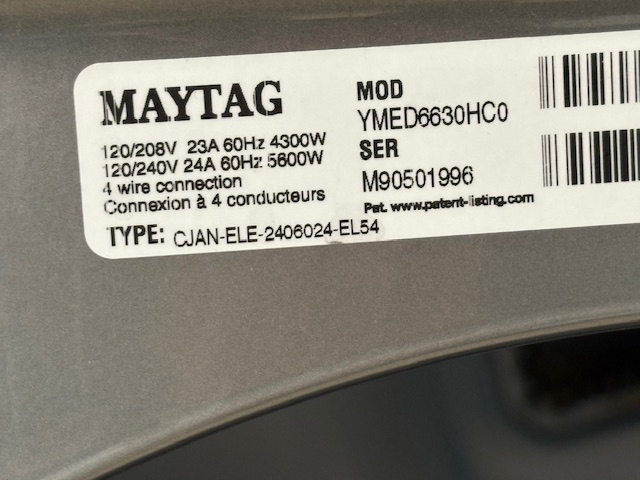 MAYTAG
120/208V 23A 60Hz 4300W
120/240V 24A 60Hz 5600W
4 wire connection
Connexion à 4 conducteurs
TYPE: CJAN-ELE-2406024-EL54
MOD
YMED6630HC0
SER
M90501996
Pat. www.patent-listing.com